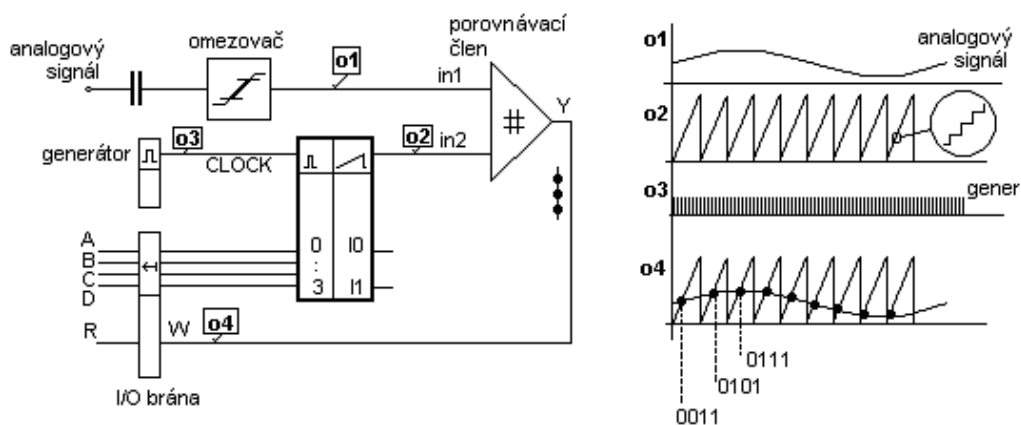 analogový
signál
omezovač
o1
in1
porovnávací
člen
#
Y
generátor
o3
CLOCK
o2
in2
A
B
C
D
0
:
3
I0
I1
R
W
o4
I/O brána
o1
analogový
signál
o2
o3
gener
o4
0111
0101
0011